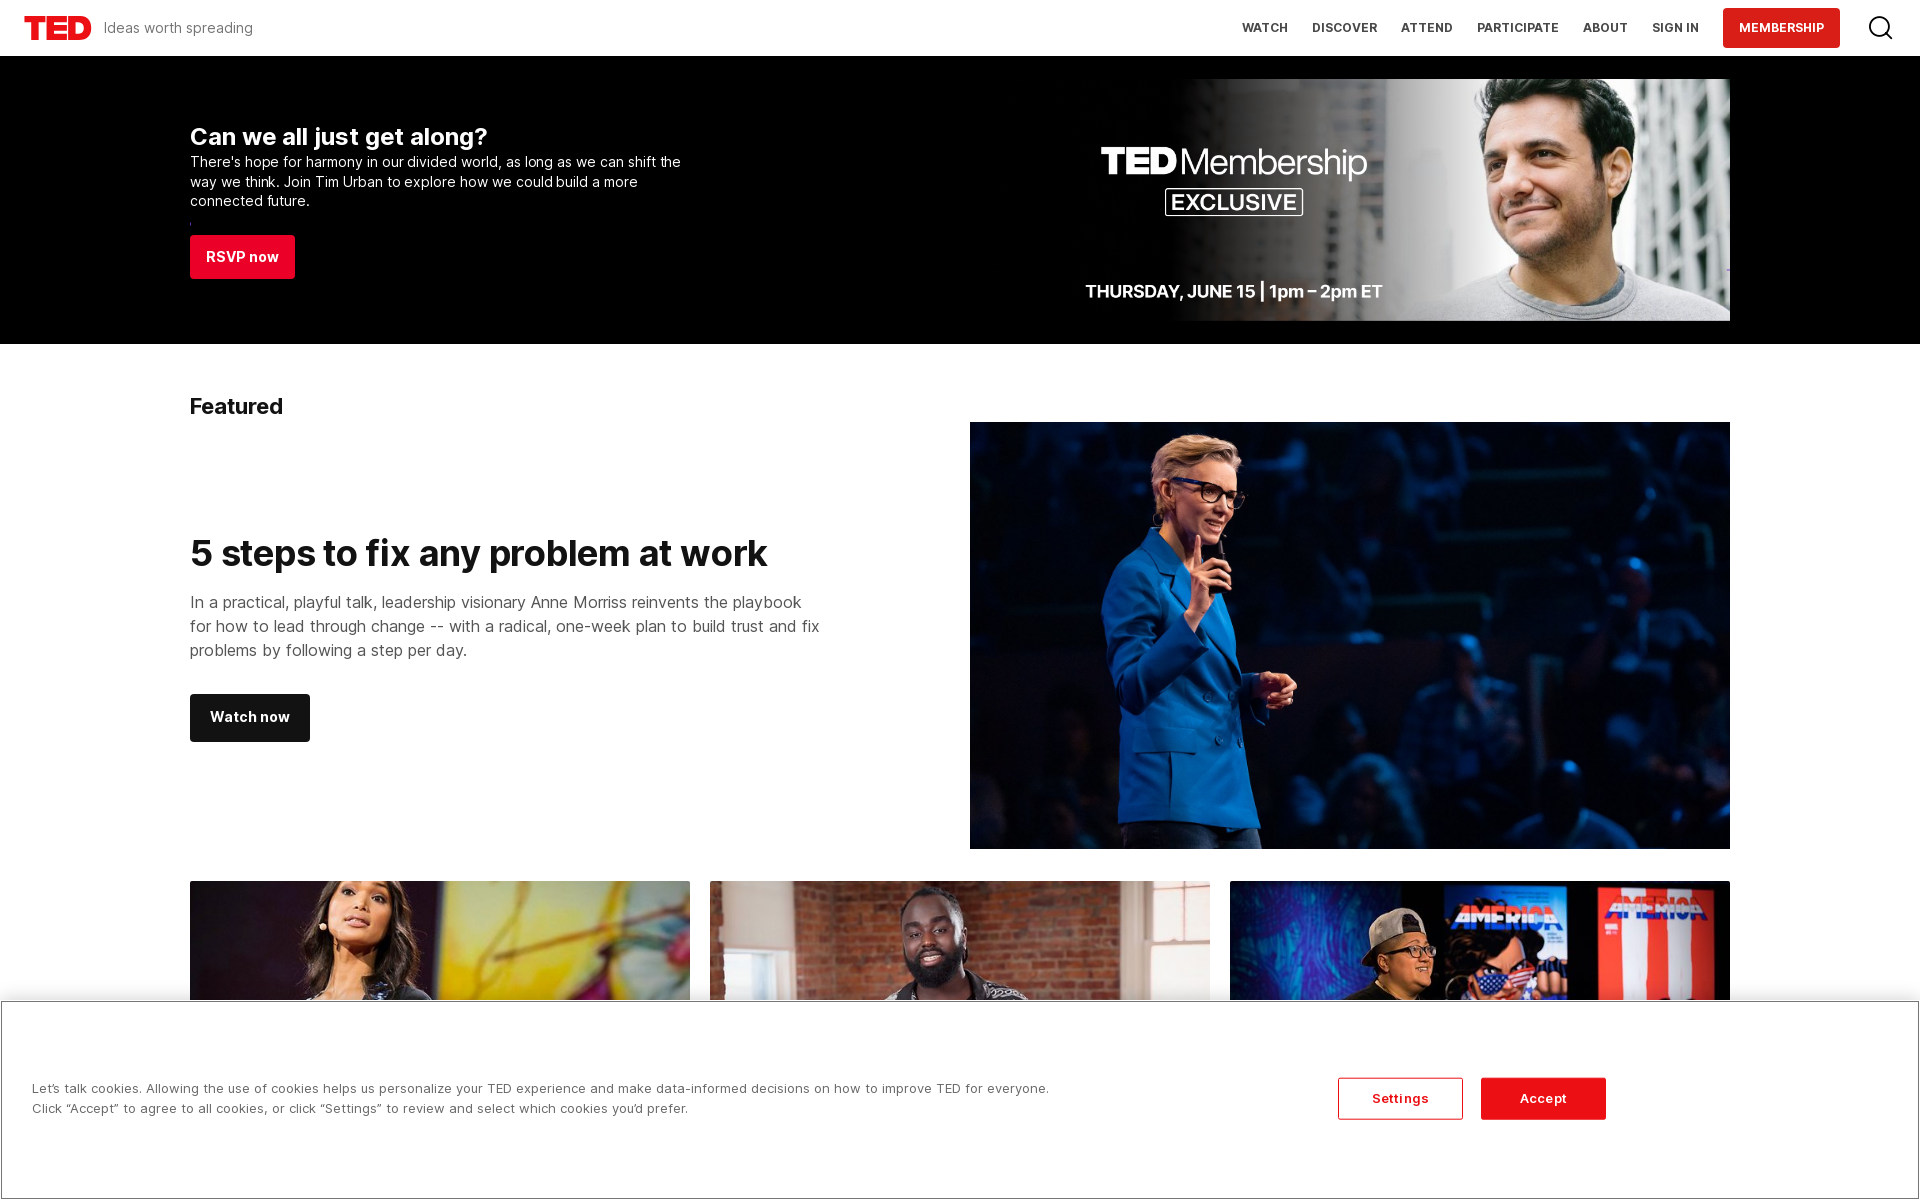 TED Ideas worth spreading
WATCH DISCOVER ATTEND PARTICIPATE ABOUT SIGN IN MEMBERSHIP
Can we all just get along?
There's hope for harmony in our divided world, as long as we can shift the
way we think. Join Tim Urban to explore how we could build a more
connected future.
RSVP now
TED Membership
EXCLUSIVE
THURSDAY, JUNE 15 | 1pm – 2pm ET
Featured
5 steps to fix any problem at work
In a practical, playful talk, leadership visionary Anne Morriss reinvents the playbook
for how to lead through change -- with a radical, one-week plan to build trust and fix
problems by following a step per day.
Watch now
AMERICA
AMERICA
Let’s talk cookies. Allowing the use of cookies helps us personalize your TED experience and make data-informed decisions on how to improve TED for everyone.
Click “Accept” to agree to all cookies, or click “Settings” to review and select which cookies you’d prefer.
Settings
Accept